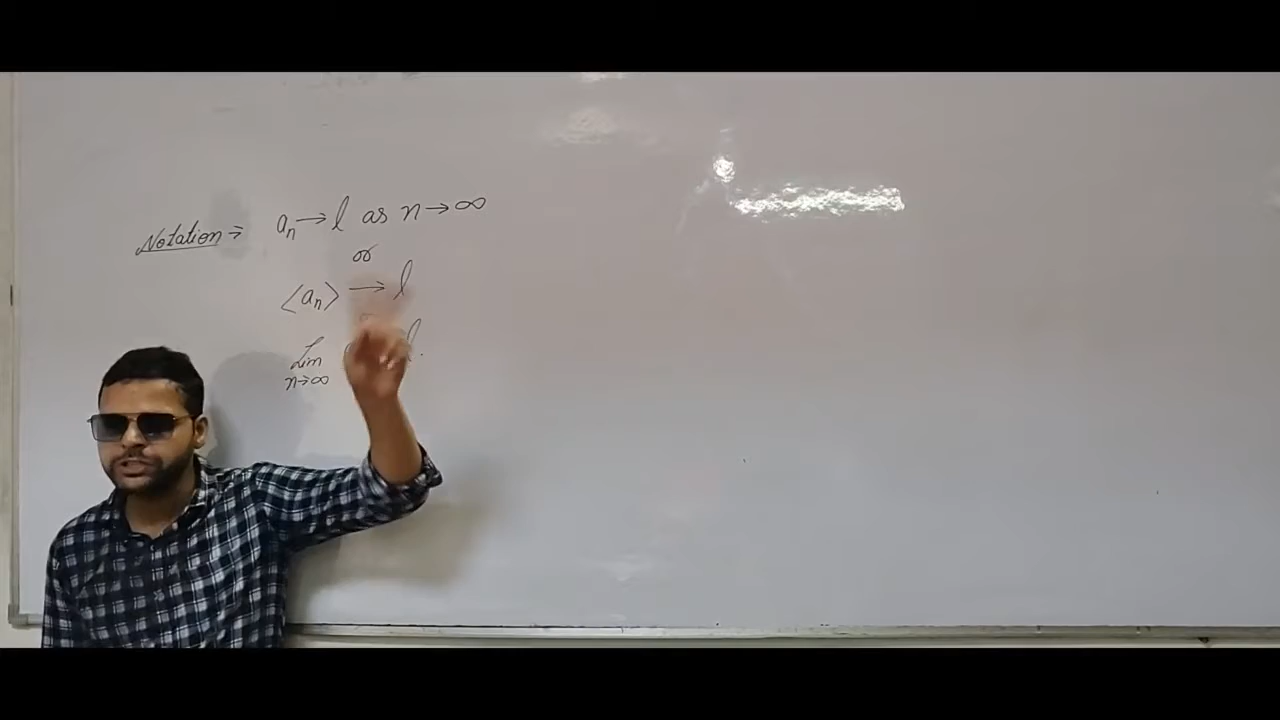 Notation ⇒ aₙ → l as n → ∞
or
⟨aₙ⟩ → l
Lim l.
n→∞